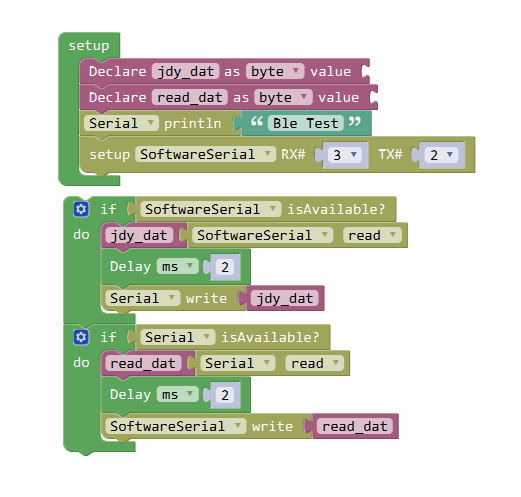 setup
Declare jdy_dat as byte value
Declare read_dat as byte value
Serial println “ Ble Test ”
setup SoftwareSerial RX# 3 TX# 2
if SoftwareSerial isAvailable?
do jdy_dat SoftwareSerial read
Delay ms 2
Serial write jdy_dat
if Serial isAvailable?
do read_dat Serial read
Delay ms 2
SoftwareSerial write read_dat